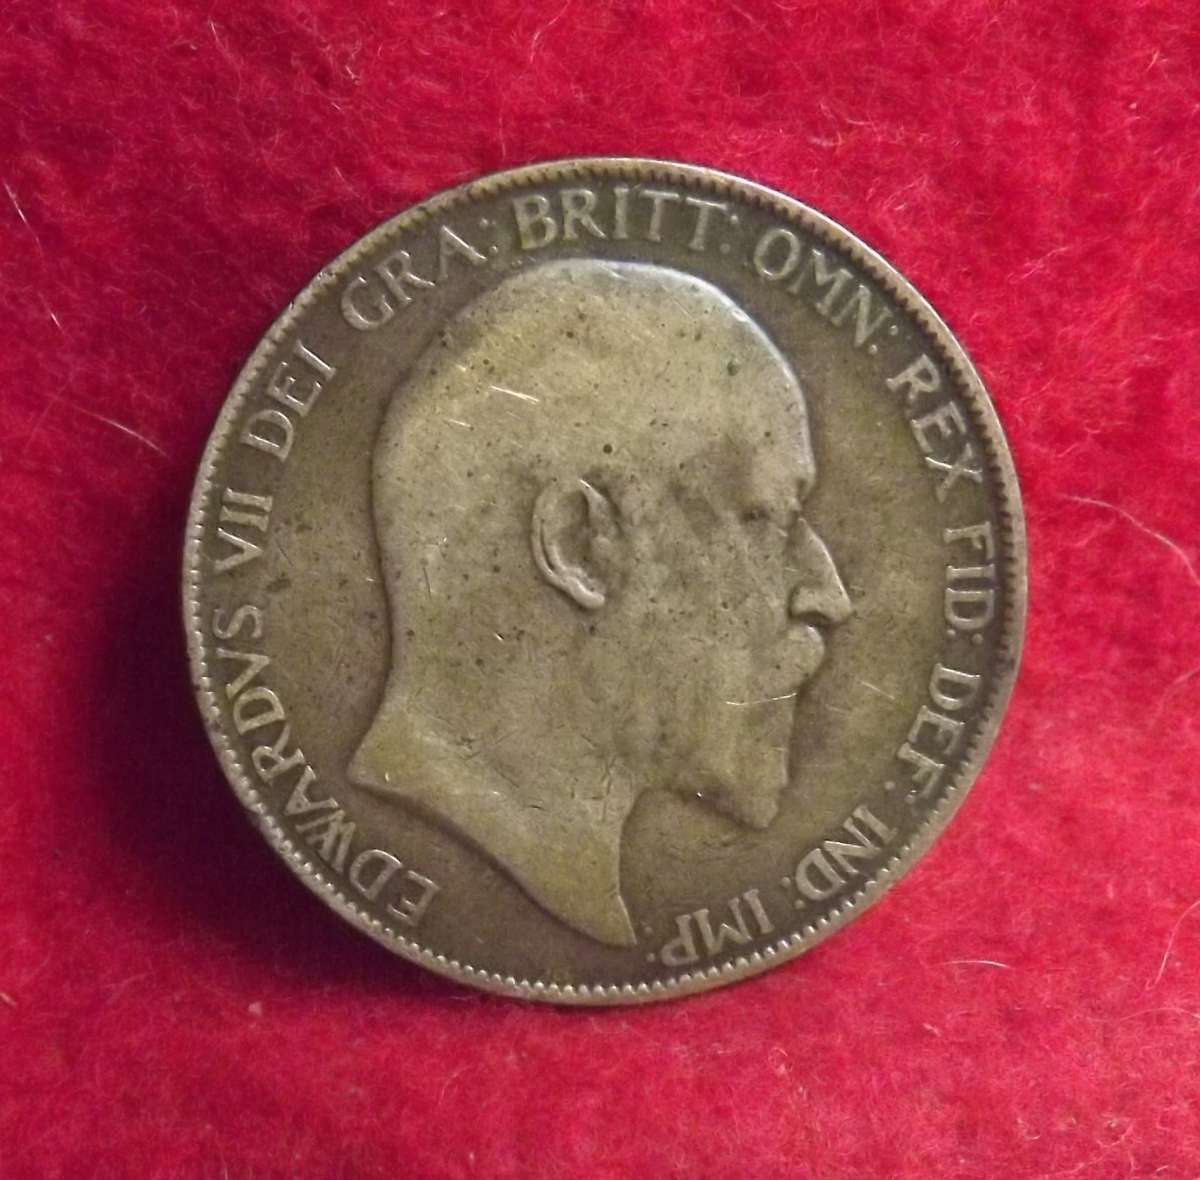 EDWARDVS VII DEI GRA: BRITT: OMN: REX FID: DEF: IND: IMP: